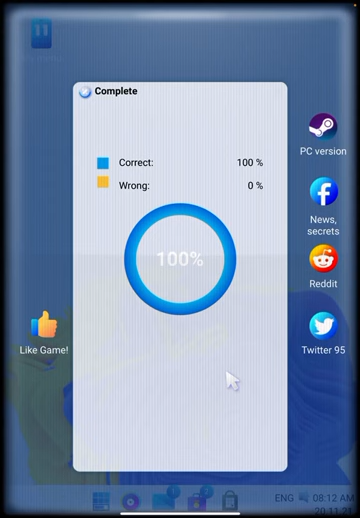 Complete
Correct: 100 %
Wrong: 0 %
100%
PC version
News,
secrets
Reddit
Like Game!
Twitter 95
ENG 08:12 AM